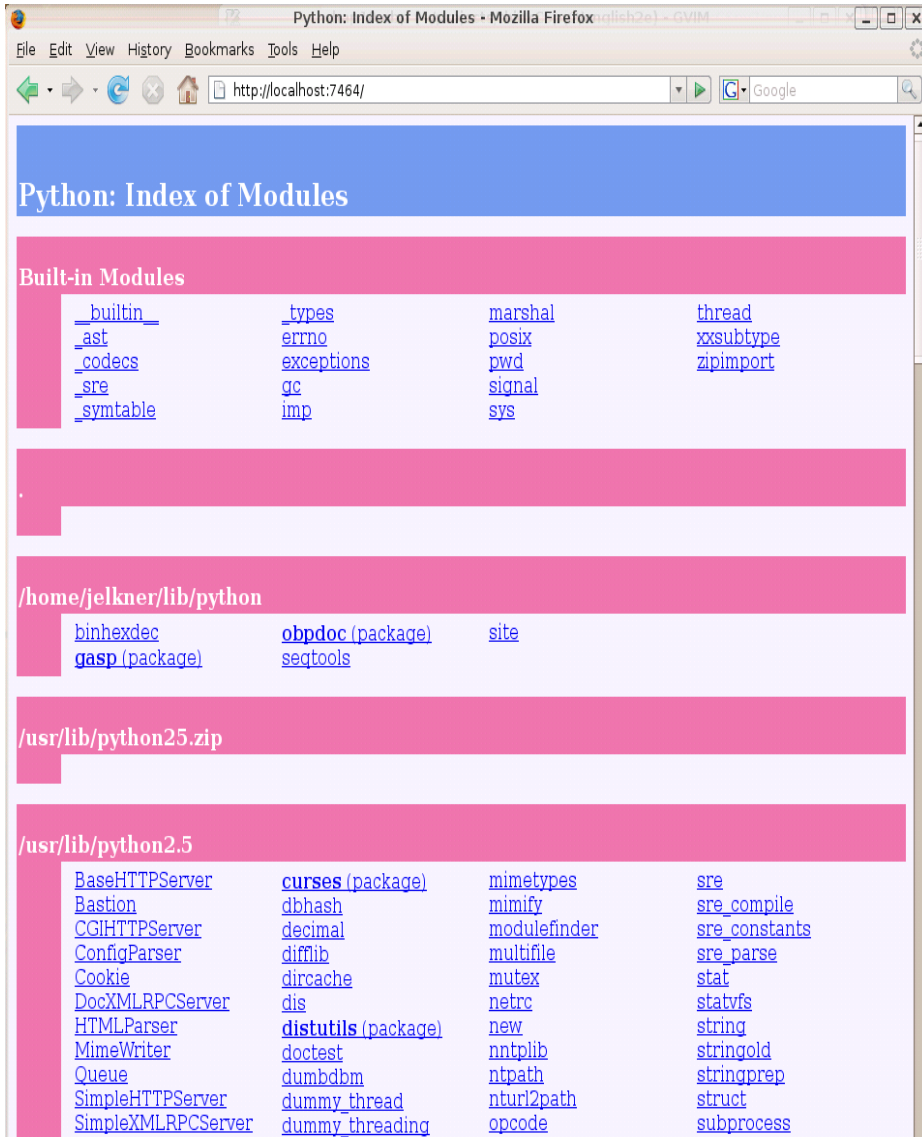 Python: Index of Modules - Mozilla Firefox
File Edit View History Bookmarks Tools Help
http://localhost:7464/ Google
Python: Index of Modules
Built-in Modules
__builtin__ _types marshal thread
_ast errno posix xxsubtype
_codecs exceptions pwd zipimport
_sre gc signal
_symtable imp sys
.
/home/jelkner/lib/python
binhexdec obpdoc (package) site
gasp (package) seqtools
/usr/lib/python25.zip
/usr/lib/python2.5
BaseHTTPServer curses (package) mimetypes sre
Bastion dbhash mimify sre_compile
CGIHTTPServer decimal modulefinder sre_constants
ConfigParser difflib multifile sre_parse
Cookie dircache mutex stat
DocXMLRPCServer dis netrc statvfs
HTMLParser distutils (package) new string
MimeWriter doctest nntplib stringold
Queue dumbdbm ntpath stringprep
SimpleHTTPServer dummy_thread nturl2path struct
SimpleXMLRPCServer dummy_threading opcode subprocess